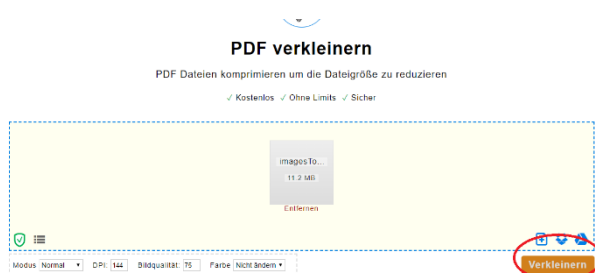 PDF verkleinern
PDF Dateien komprimieren um die Dateigröße zu reduzieren
✓ Kostenlos ✓ Ohne Limits ✓ Sicher
imagesTo...
11.2 MB
Entfernen
Modus Normal DPI: 144 Bildqualität: 75 Farbe Nicht ändern
Verkleinern